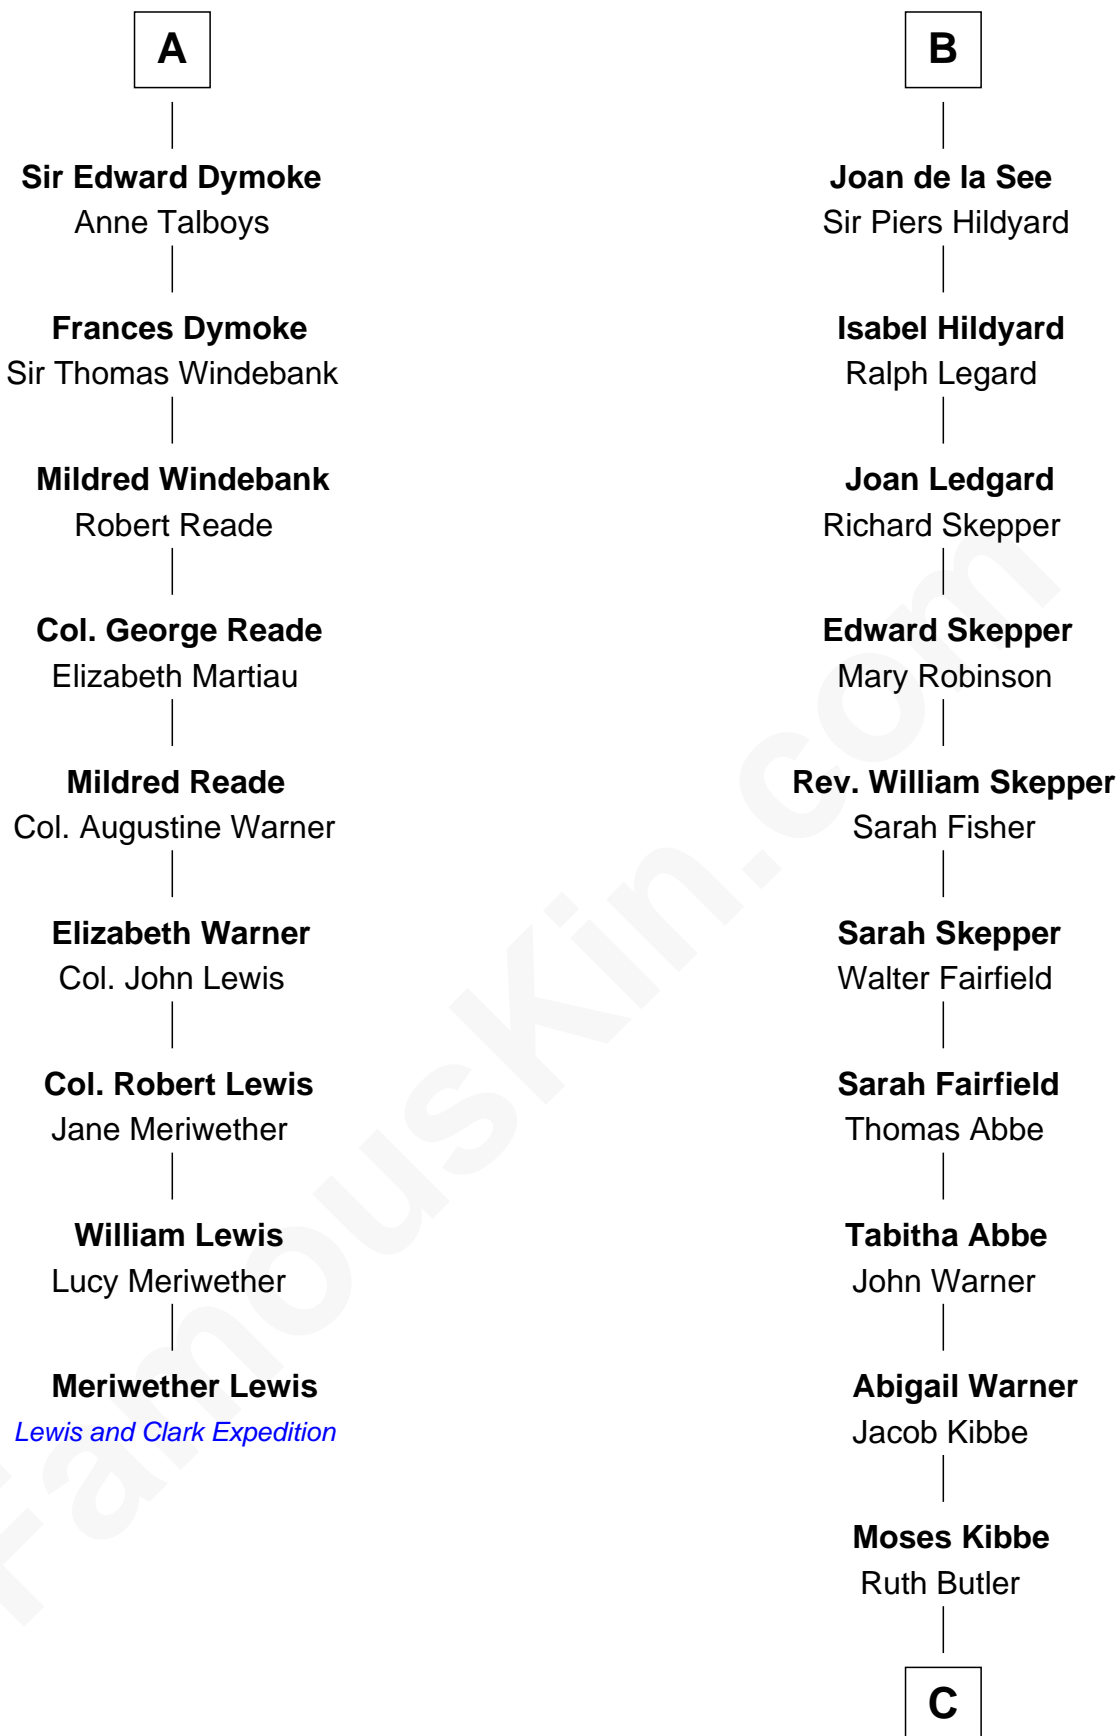 A
Sir Edward Dymoke
Anne Talboys
Frances Dymoke
Sir Thomas Windebank
Mildred Windebank
Robert Reade
Col. George Reade
Elizabeth Martiau
Mildred Reade
Col. Augustine Warner
Elizabeth Warner
Col. John Lewis
Col. Robert Lewis
Jane Meriwether
William Lewis
Lucy Meriwether
Meriwether Lewis
Lewis and Clark Expedition
B
Joan de la See
Sir Piers Hildyard
Isabel Hildyard
Ralph Legard
Joan Ledgard
Richard Skepper
Edward Skepper
Mary Robinson
Rev. William Skepper
Sarah Fisher
Sarah Skepper
Walter Fairfield
Sarah Fairfield
Thomas Abbe
Tabitha Abbe
John Warner
Abigail Warner
Jacob Kibbe
Moses Kibbe
Ruth Butler
C
FamousKin.com